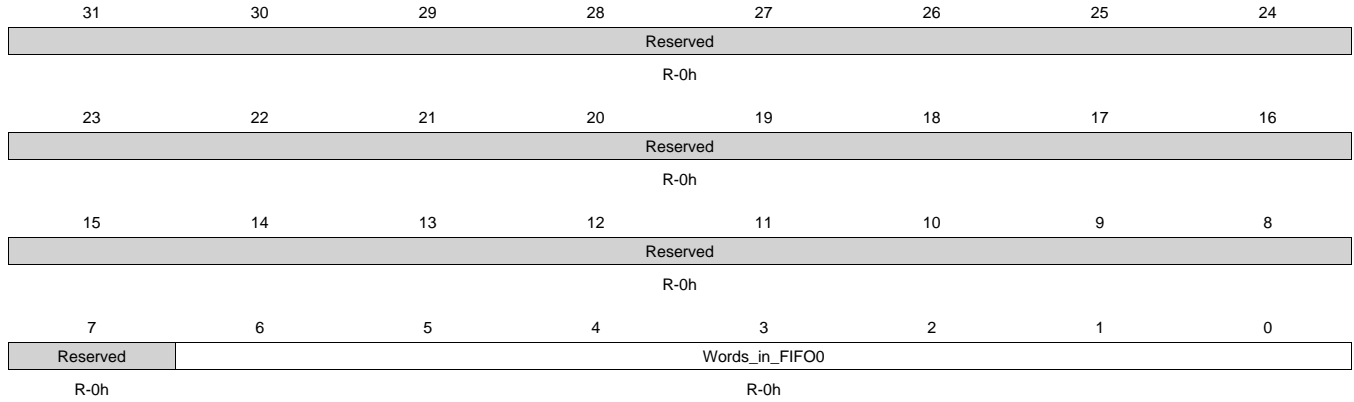 31 30 29 28 27 26 25 24
Reserved
R-0h
23 22 21 20 19 18 17 16
Reserved
R-0h
15 14 13 12 11 10 9 8
Reserved
R-0h
7 6 5 4 3 2 1 0
Reserved Words_in_FIFO0
R-0h R-0h